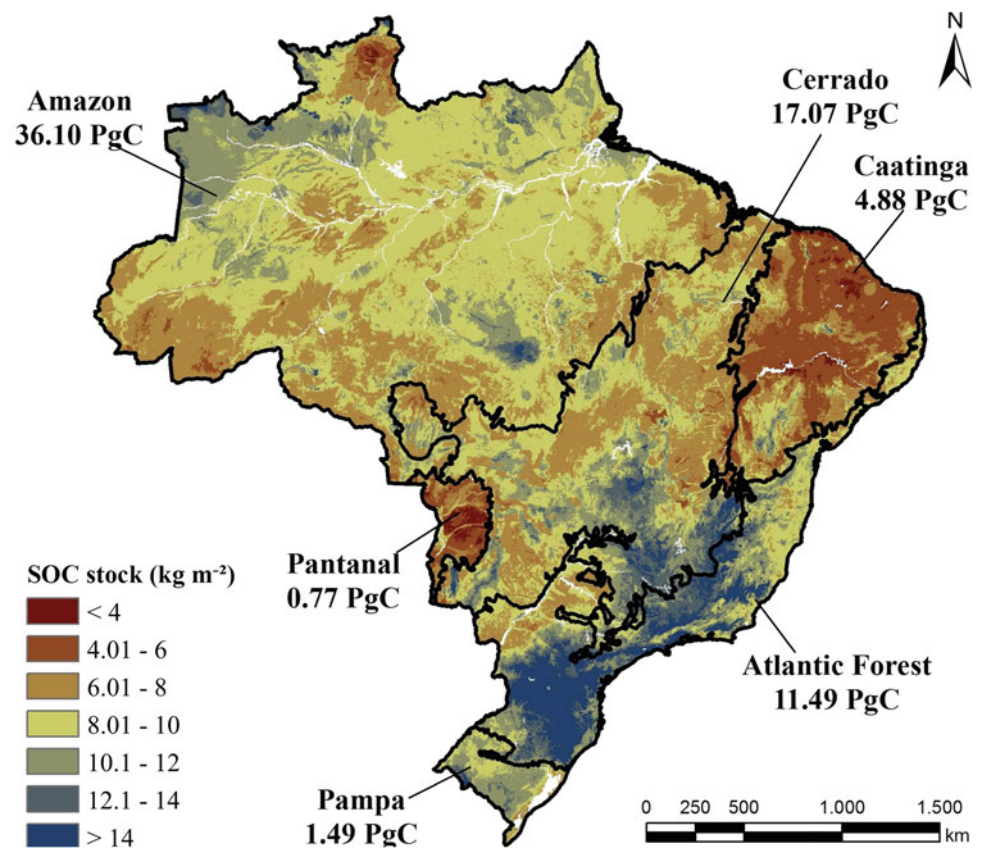 N
Amazon
36.10 PgC
Cerrado
17.07 PgC
Caatinga
4.88 PgC
Pantanal
0.77 PgC
Atlantic Forest
11.49 PgC
Pampa
1.49 PgC
SOC stock (kg m⁻²)
< 4
4.01 - 6
6.01 - 8
8.01 - 10
10.1 - 12
12.1 - 14
> 14
0 250 500 1.000 1.500
km